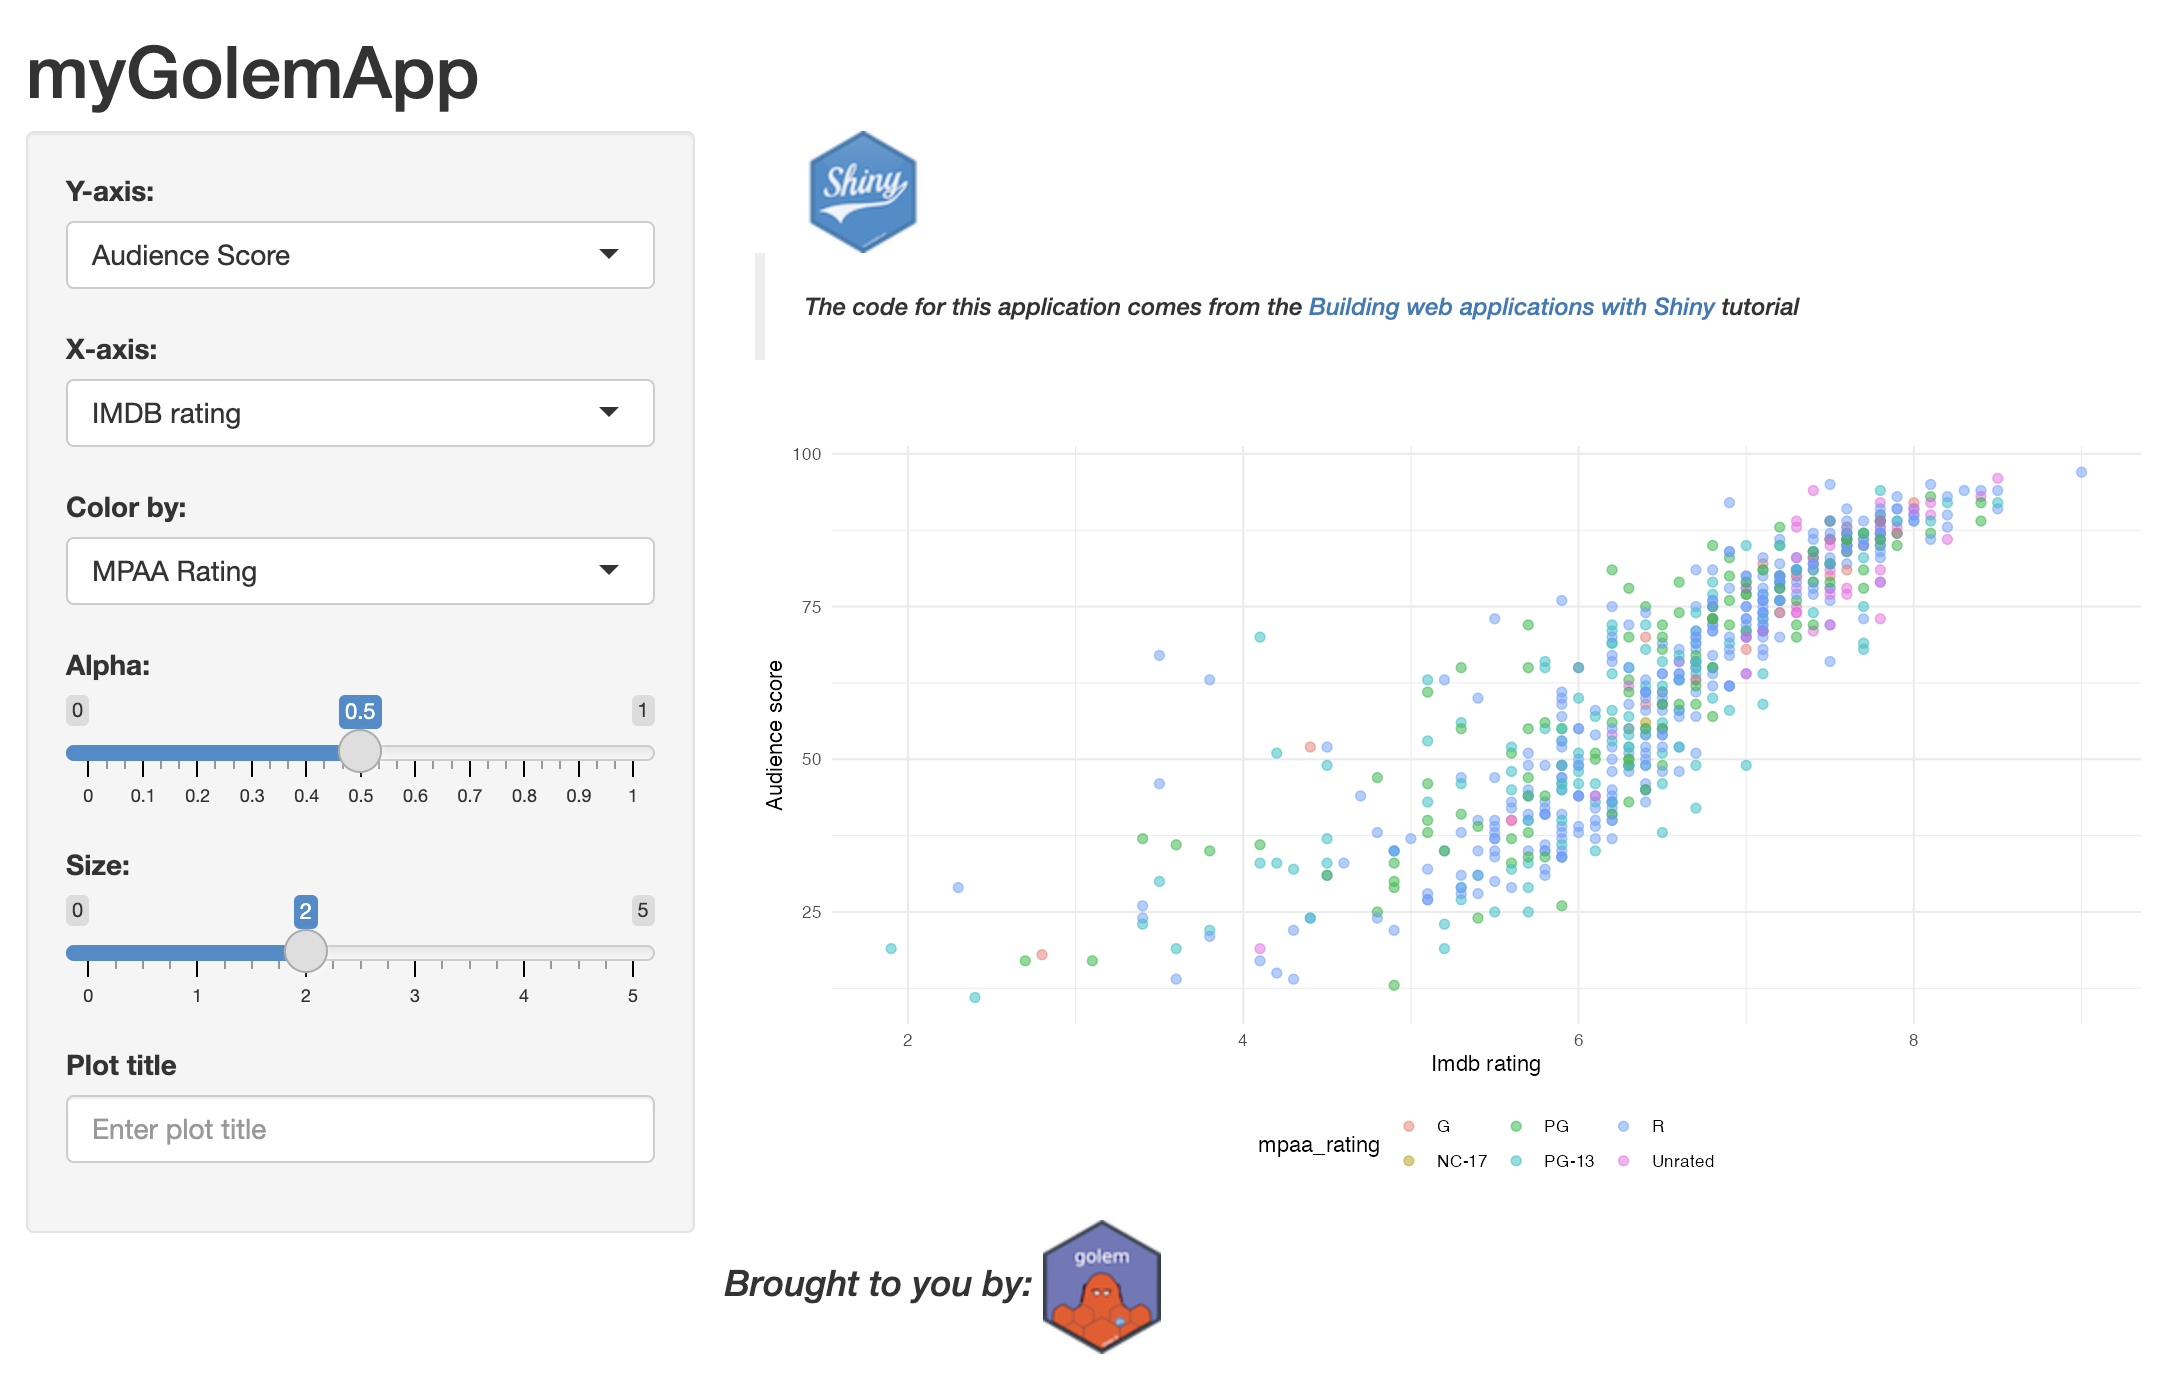 myGolemApp
Y-axis:
Audience Score
X-axis:
IMDB rating
Color by:
MPAA Rating
Alpha:
0 0.5 1
0 0.1 0.2 0.3 0.4 0.5 0.6 0.7 0.8 0.9 1
Size:
0 2 5
0 1 2 3 4 5
Plot title
Enter plot title
Shiny
The code for this application comes from the Building web applications with Shiny tutorial
100
75
50
25
Audience score
2 4 6 8
Imdb rating
mpaa_rating
G PG R
NC-17 PG-13 Unrated
Brought to you by:
golem